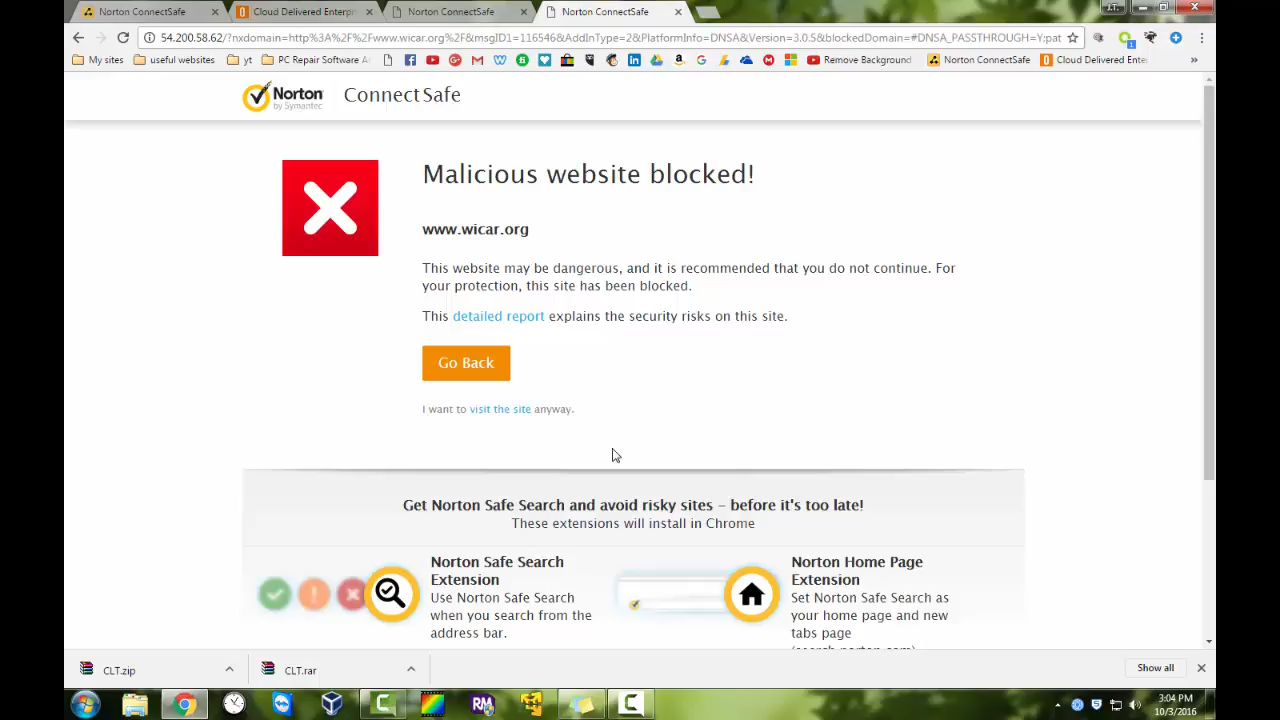 Norton ConnectSafe
Cloud Delivered Enterpr
Norton ConnectSafe
Norton ConnectSafe
J.T.
54.200.58.62/?nxdomain=http%3A%2F%2Fwww.wicar.org%2F&msgID1=116546&AddInType=2&PlatformInfo=DNSA&Version=3.0.5&blockedDomain=#DNSA_PASSTHROUGH=Y;pat
My sites
useful websites
yt
PC Repair Software A
Remove Background
Norton ConnectSafe
Cloud Delivered Ente
Norton
by Symantec
ConnectSafe
Malicious website blocked!
www.wicar.org
This website may be dangerous, and it is recommended that you do not continue. For
your protection, this site has been blocked.
This detailed report explains the security risks on this site.
Go Back
I want to visit the site anyway.
Get Norton Safe Search and avoid risky sites – before it's too late!
These extensions will install in Chrome
Norton Safe Search
Extension
Use Norton Safe Search
when you search from the
address bar.
Norton Home Page
Extension
Set Norton Safe Search as
your home page and new
tabs page
(search.norton.com)
CLT.zip
CLT.rar
Show all
RM
3:04 PM
10/3/2016